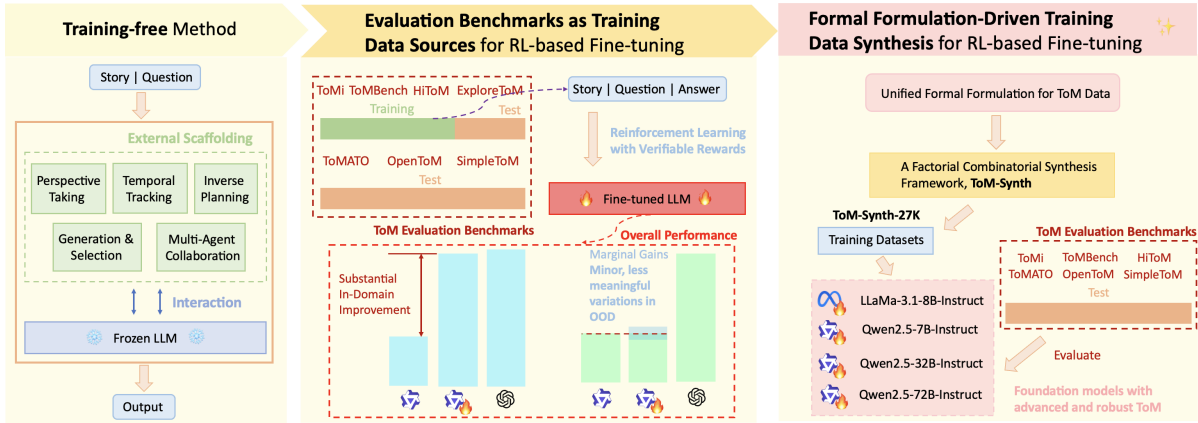 Training-free Method
Story | Question
External Scaffolding
Perspective
Taking
Temporal
Tracking
Inverse
Planning
Generation &
Selection
Multi-Agent
Collaboration
Interaction
Frozen LLM
Output
Evaluation Benchmarks as Training
Data Sources for RL-based Fine-tuning
ToMi ToMBench HiToM ExploreToM
Training
Test
ToMATO OpenToM SimpleToM
Test
ToM Evaluation Benchmarks
Story | Question | Answer
Reinforcement Learning
with Verifiable Rewards
Fine-tuned LLM
Overall Performance
Substantial
In-Domain
Improvement
Marginal Gains
Minor, less
meaningful
variations in
OOD
Formal Formulation-Driven Training
Data Synthesis for RL-based Fine-tuning
Unified Formal Formulation for ToM Data
A Factorial Combinatorial Synthesis
Framework, ToM-Synth
ToM-Synth-27K
Training Datasets
LLaMa-3.1-8B-Instruct
Qwen2.5-7B-Instruct
Qwen2.5-32B-Instruct
Qwen2.5-72B-Instruct
ToM Evaluation Benchmarks
ToMi ToMBench HiToM
ToMATO OpenToM SimpleToM
Test
Evaluate
Foundation models with
advanced and robust ToM